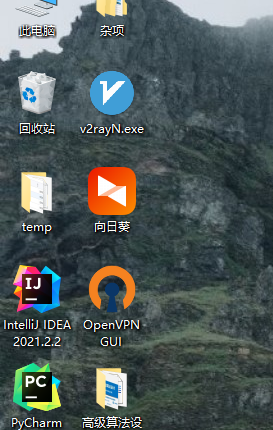 此电脑
杂项
回收站
v2rayN.exe
temp
向日葵
IJ
IntelliJ IDEA
2021.2.2
OpenVPN
GUI
PC
PyCharm
高级算法设